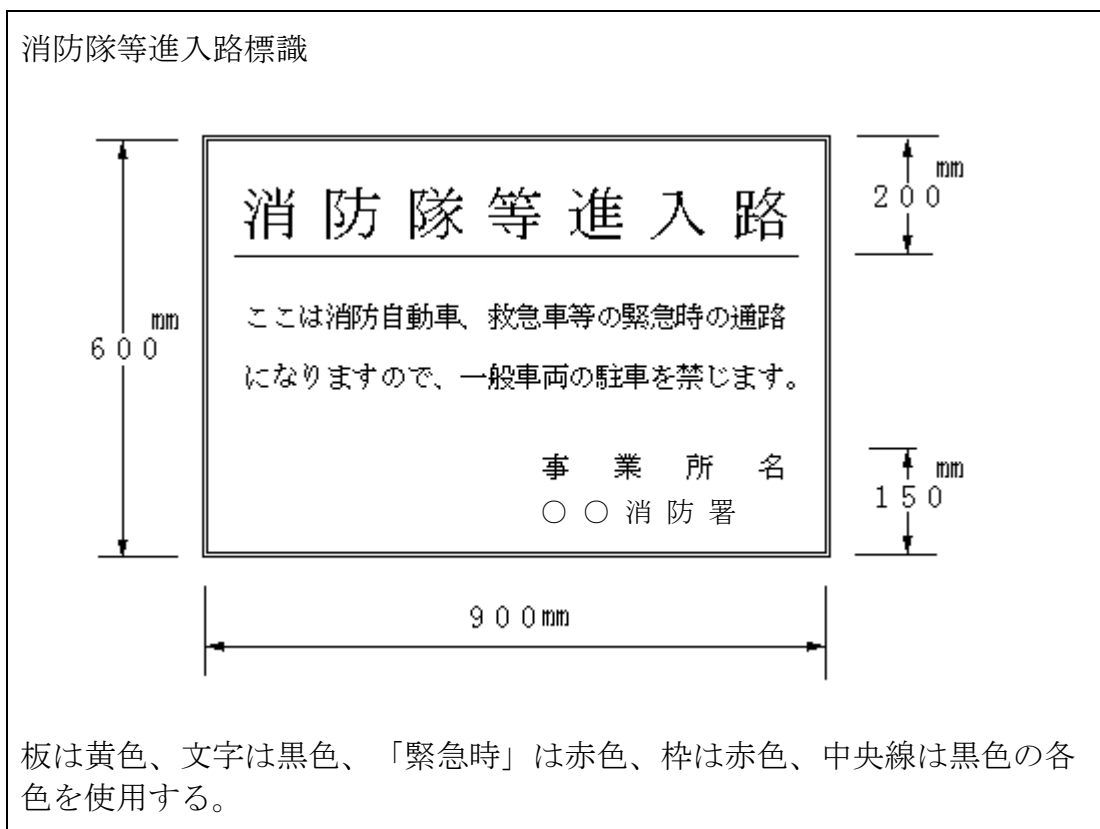 消防隊等進入路標識
消防隊等進入路
200mm
ここは消防自動車、救急車等の緊急時の通路
になりますので、一般車両の駐車を禁じます。
600mm
事業所名
〇〇消防署
150mm
900mm
板は黄色、文字は黒色、「緊急時」は赤色、枠は赤色、中央線は黒色の各
色を使用する。